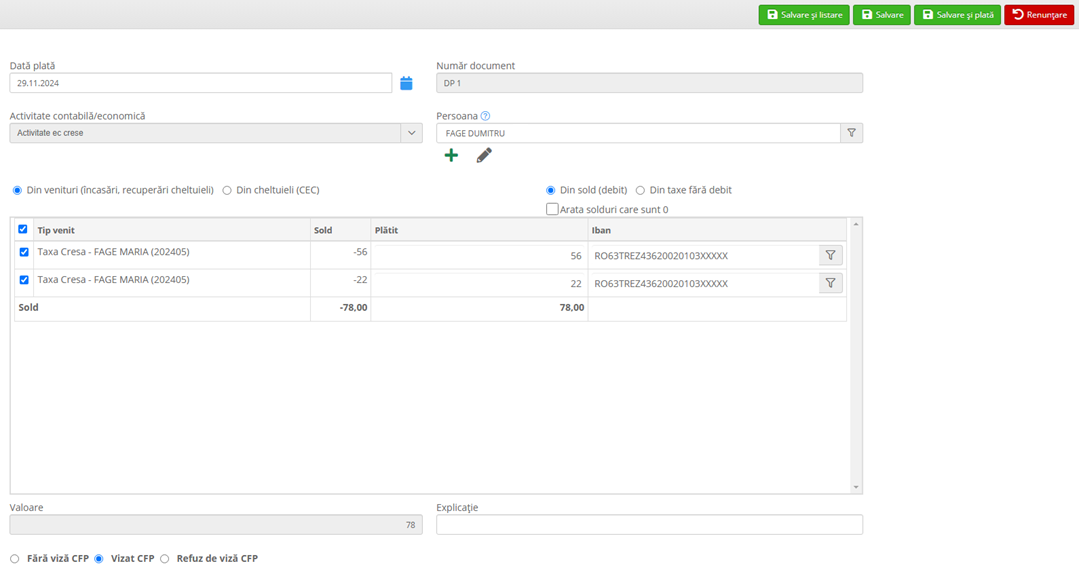 Salvare și listare Salvare Salvare și plată Renunțare
Dată plată Număr document
29.11.2024 DP 1
Activitate contabilă/economică Persoana
Activitate ec crese FAGE DUMITRU
Din venituri (încasări, recuperări cheltuieli) Din cheltuieli (CEC) Din sold (debit) Din taxe fără debit
Arata solduri care sunt 0
Tip venit Sold Plătit Iban
Taxa Cresa - FAGE MARIA (202405) -56 56 RO63TREZ43620020103XXXXX
Taxa Cresa - FAGE MARIA (202405) -22 22 RO63TREZ43620020103XXXXX
Sold -78,00 78,00
Valoare Explicație
78
Fără viză CFP Vizat CFP Refuz de viză CFP